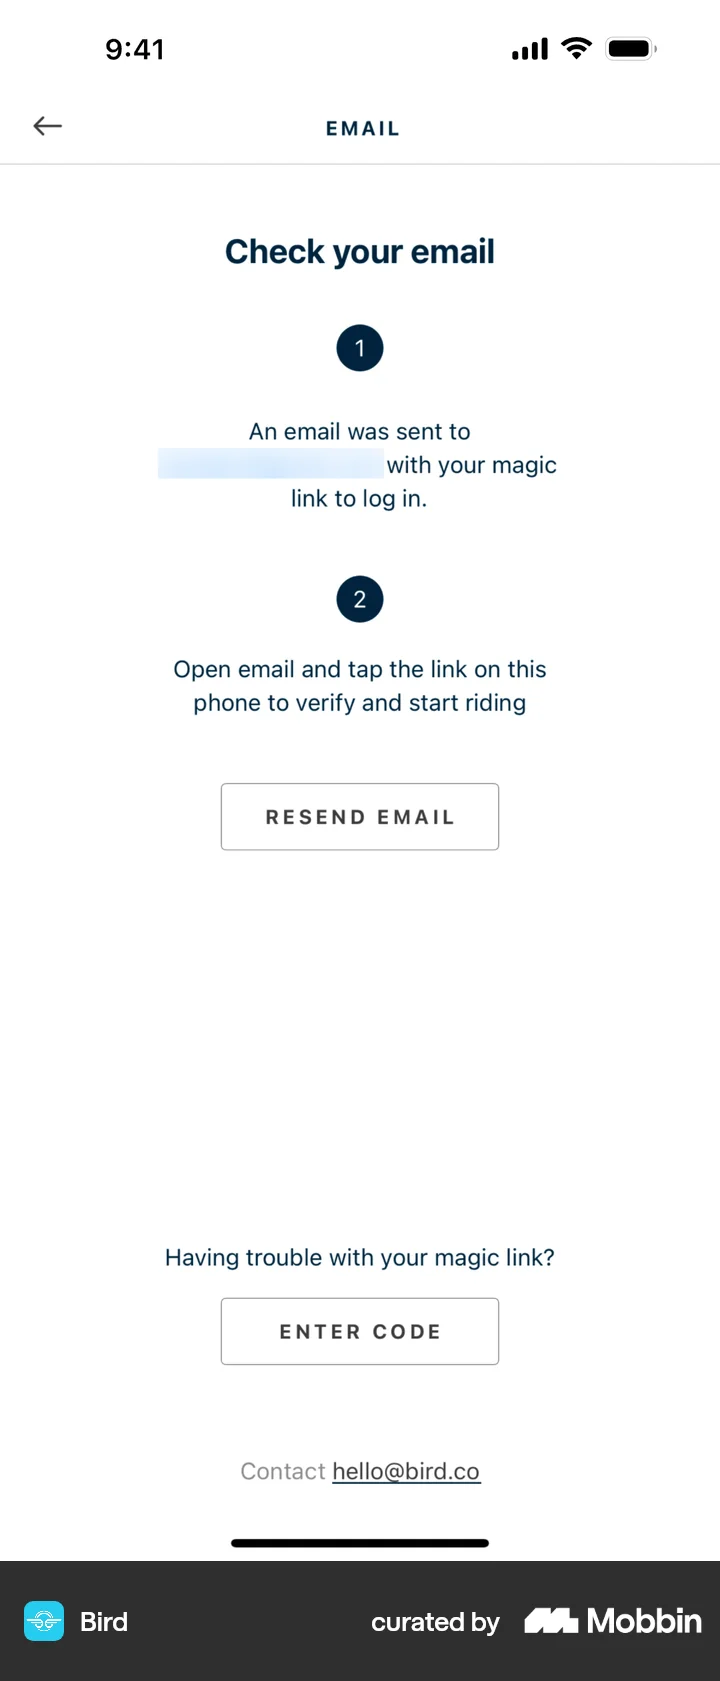 9:41
EMAIL
Check your email
1
An email was sent to
with your magic
link to log in.
2
Open email and tap the link on this
phone to verify and start riding
RESEND EMAIL
Having trouble with your magic link?
ENTER CODE
Contact hello@bird.co
Bird
curated by Mobbin